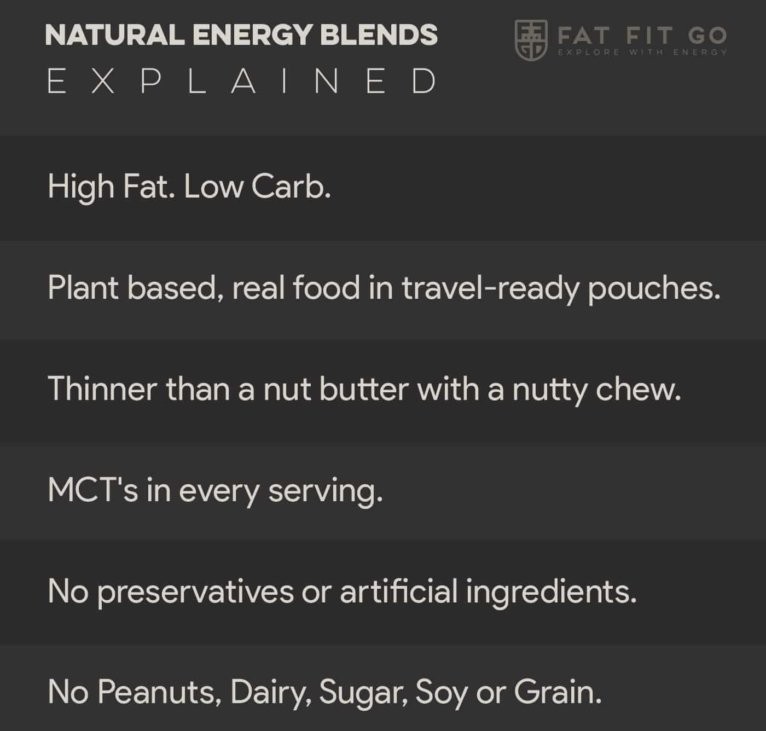 NATURAL ENERGY BLENDS
EXPLAINED
FAT FIT GO
EXPLORE WITH ENERGY
High Fat. Low Carb.
Plant based, real food in travel-ready pouches.
Thinner than a nut butter with a nutty chew.
MCT's in every serving.
No preservatives or artificial ingredients.
No Peanuts, Dairy, Sugar, Soy or Grain.